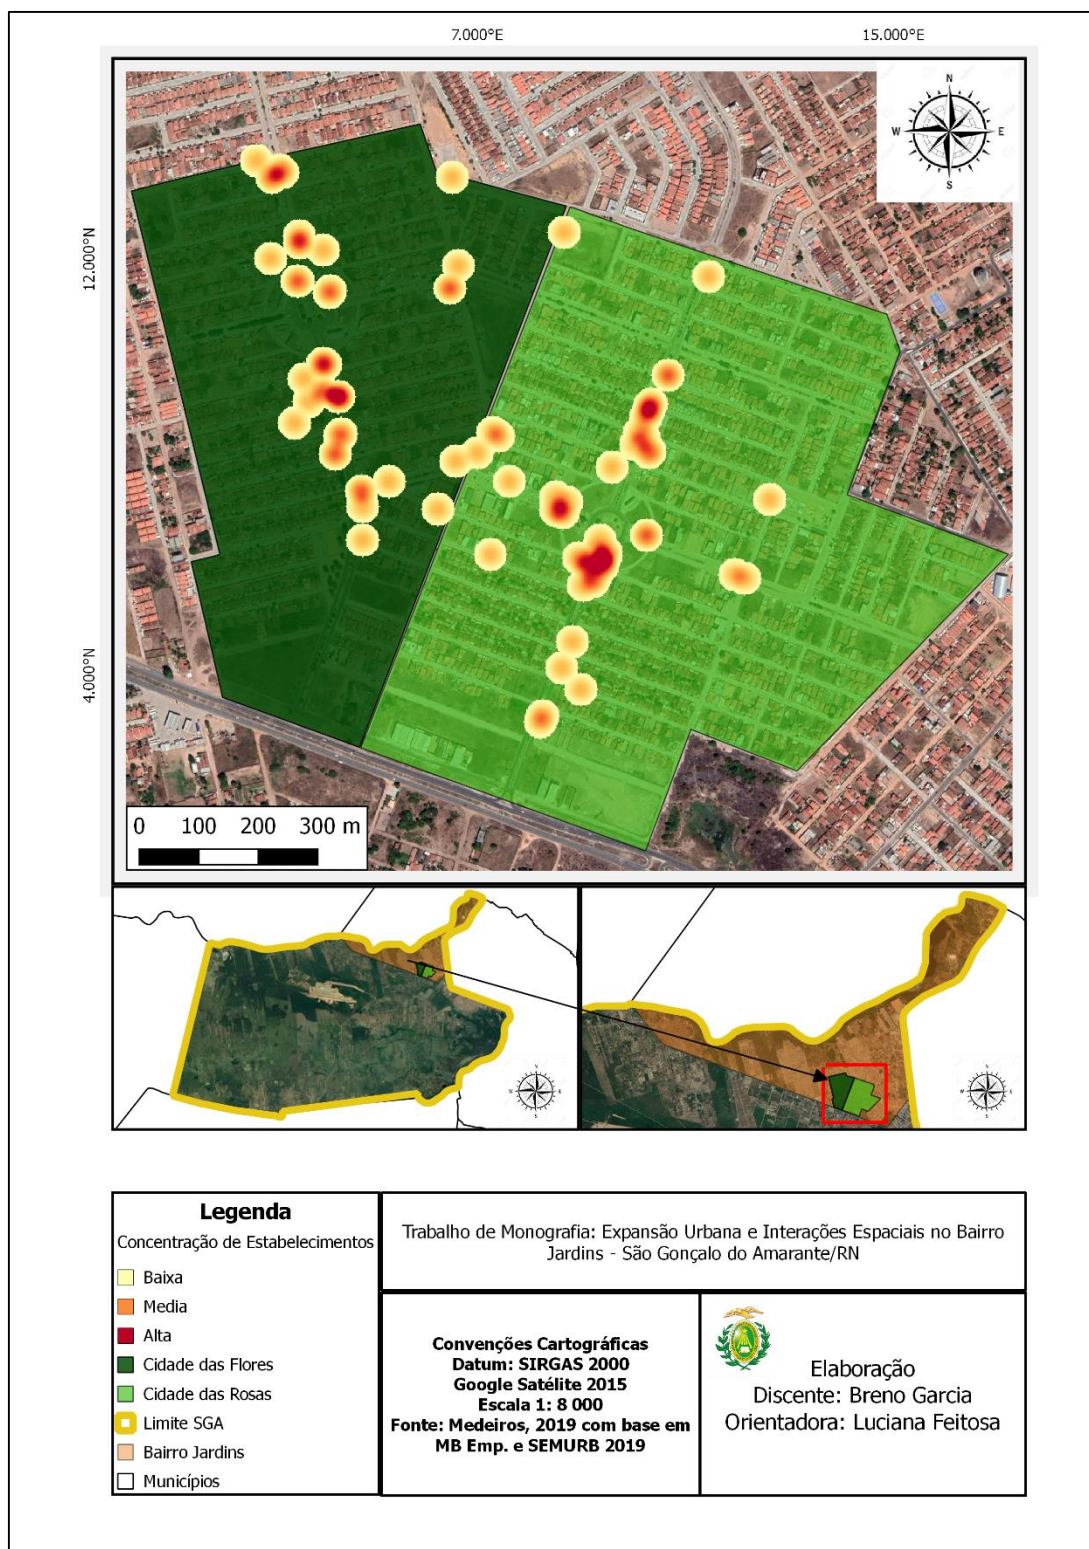 7.000°E
15.000°E
N
W
E
S
12.000°N
4.000°N
0 100 200 300 m
Legenda
Concentração de Estabelecimentos
Baixa
Media
Alta
Cidade das Flores
Cidade das Rosas
Limite SGA
Bairro Jardins
Municípios
Trabalho de Monografia: Expansão Urbana e Interações Espaciais no Bairro
Jardins - São Gonçalo do Amarante/RN
Convenções Cartográficas
Datum: SIRGAS 2000
Google Satélite 2015
Escala 1: 8 000
Fonte: Medeiros, 2019 com base em
MB Emp. e SEMURB 2019
Elaboração
Discente: Breno Garcia
Orientadora: Luciana Feitosa